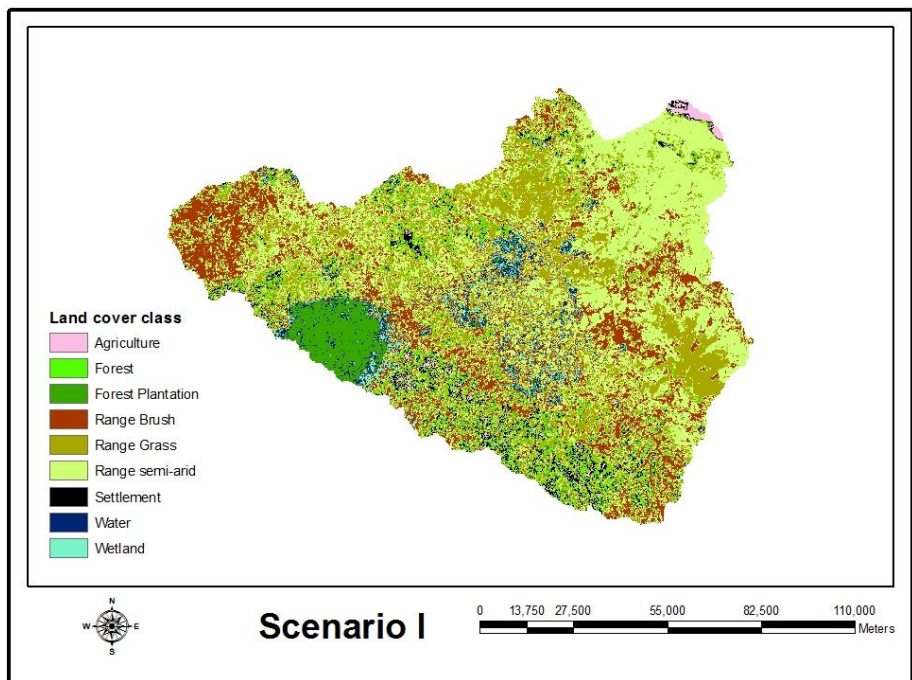 Land cover class
Agriculture
Forest
Forest Plantation
Range Brush
Range Grass
Range semi-arid
Settlement
Water
Wetland
N
W E
S
Scenario I
0 13,750 27,500 55,000 82,500 110,000
Meters